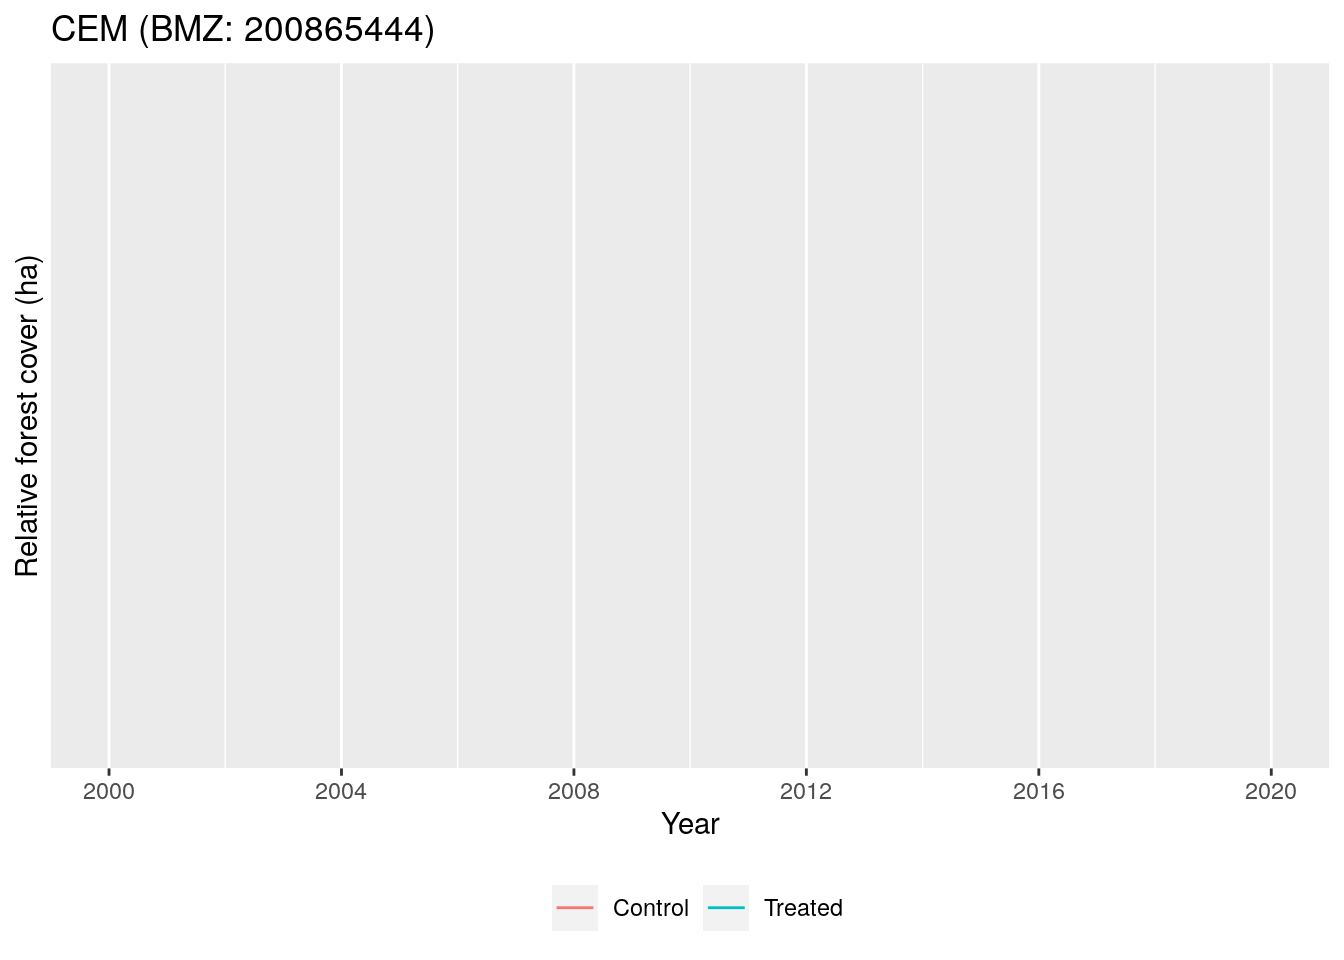 CEM (BMZ: 200865444)
Relative forest cover (ha)
2000 2004 2008 2012 2016 2020
Year
Control Treated